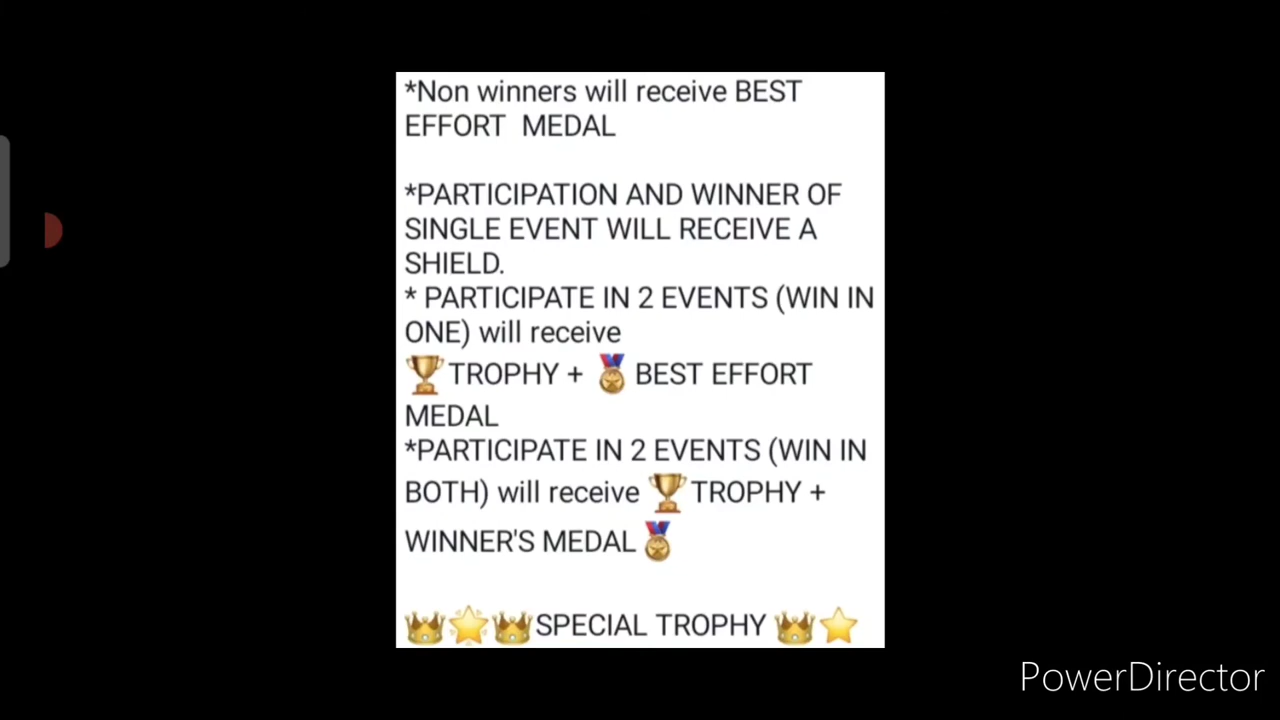 *Non winners will receive BEST
EFFORT MEDAL
*PARTICIPATION AND WINNER OF
SINGLE EVENT WILL RECEIVE A
SHIELD.
* PARTICIPATE IN 2 EVENTS (WIN IN
ONE) will receive
🏆TROPHY + 🏅BEST EFFORT
MEDAL
*PARTICIPATE IN 2 EVENTS (WIN IN
BOTH) will receive 🏆TROPHY +
WINNER'S MEDAL🏅
👑🌟👑SPECIAL TROPHY 👑⭐
PowerDirector